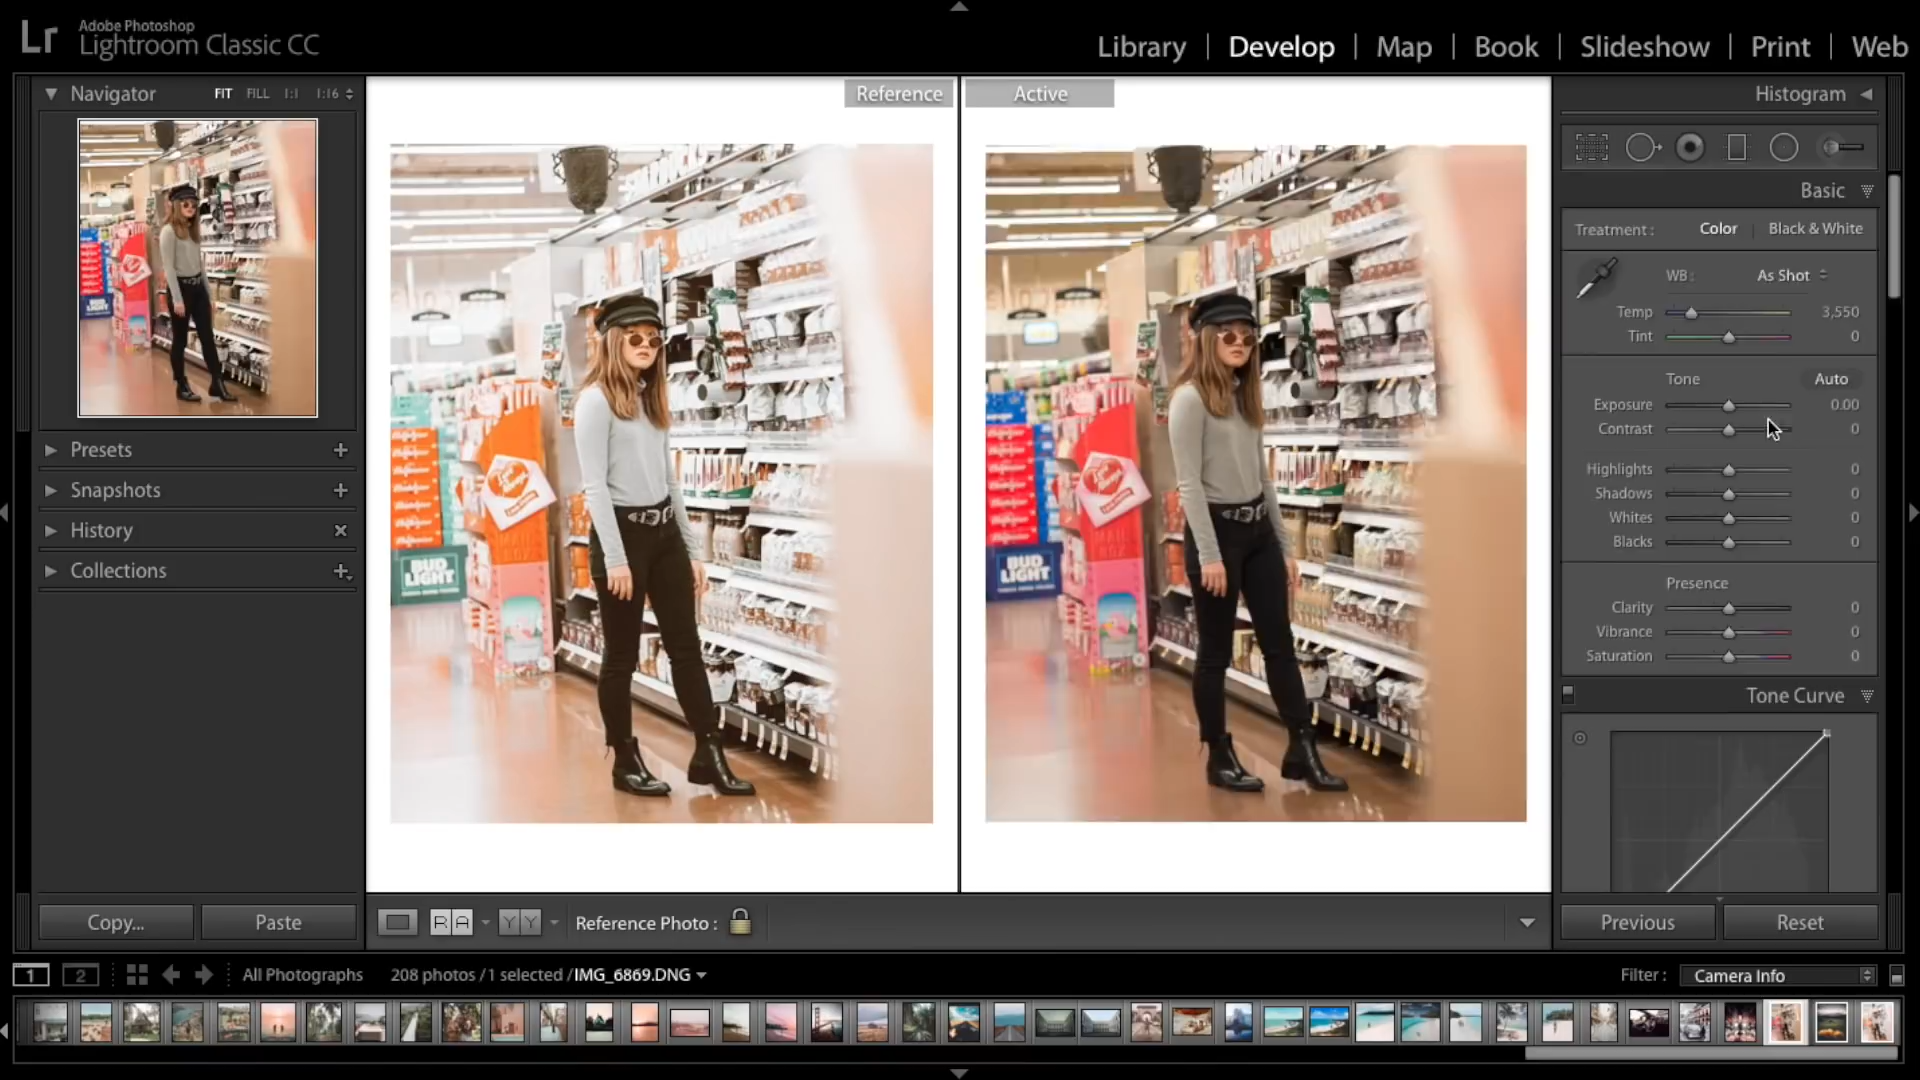 Lr
Adobe Photoshop
Lightroom Classic CC
Library | Develop | Map | Book | Slideshow | Print | Web
Navigator FIT FILL 1:1 1:16
Presets
Snapshots
History
Collections
Copy... Paste
Reference
Active
BUD
LIGHT
BUD
LIGHT
R A Y Y Reference Photo :
Histogram
Basic
Treatment : Color | Black & White
WB : As Shot
Temp 3,550
Tint 0
Tone Auto
Exposure 0.00
Contrast 0
Highlights 0
Shadows 0
Whites 0
Blacks 0
Presence
Clarity 0
Vibrance 0
Saturation 0
Tone Curve
Previous Reset
1 2 All Photographs 208 photos / 1 selected / IMG_6869.DNG
Filter : Camera Info